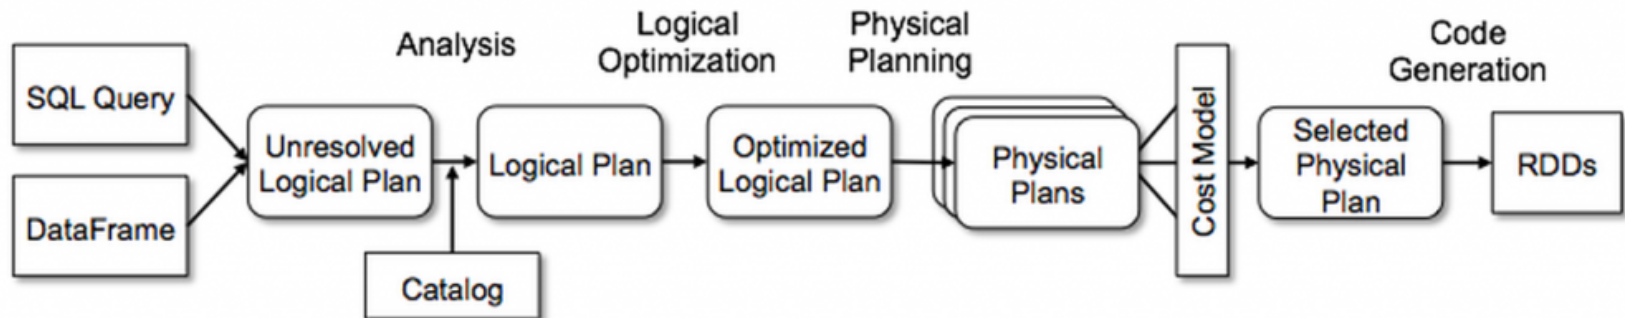 Analysis
Logical
Optimization
Physical
Planning
Code
Generation
SQL Query
DataFrame
Unresolved
Logical Plan
Catalog
Logical Plan
Optimized
Logical Plan
Physical
Plans
Cost Model
Selected
Physical
Plan
RDDs